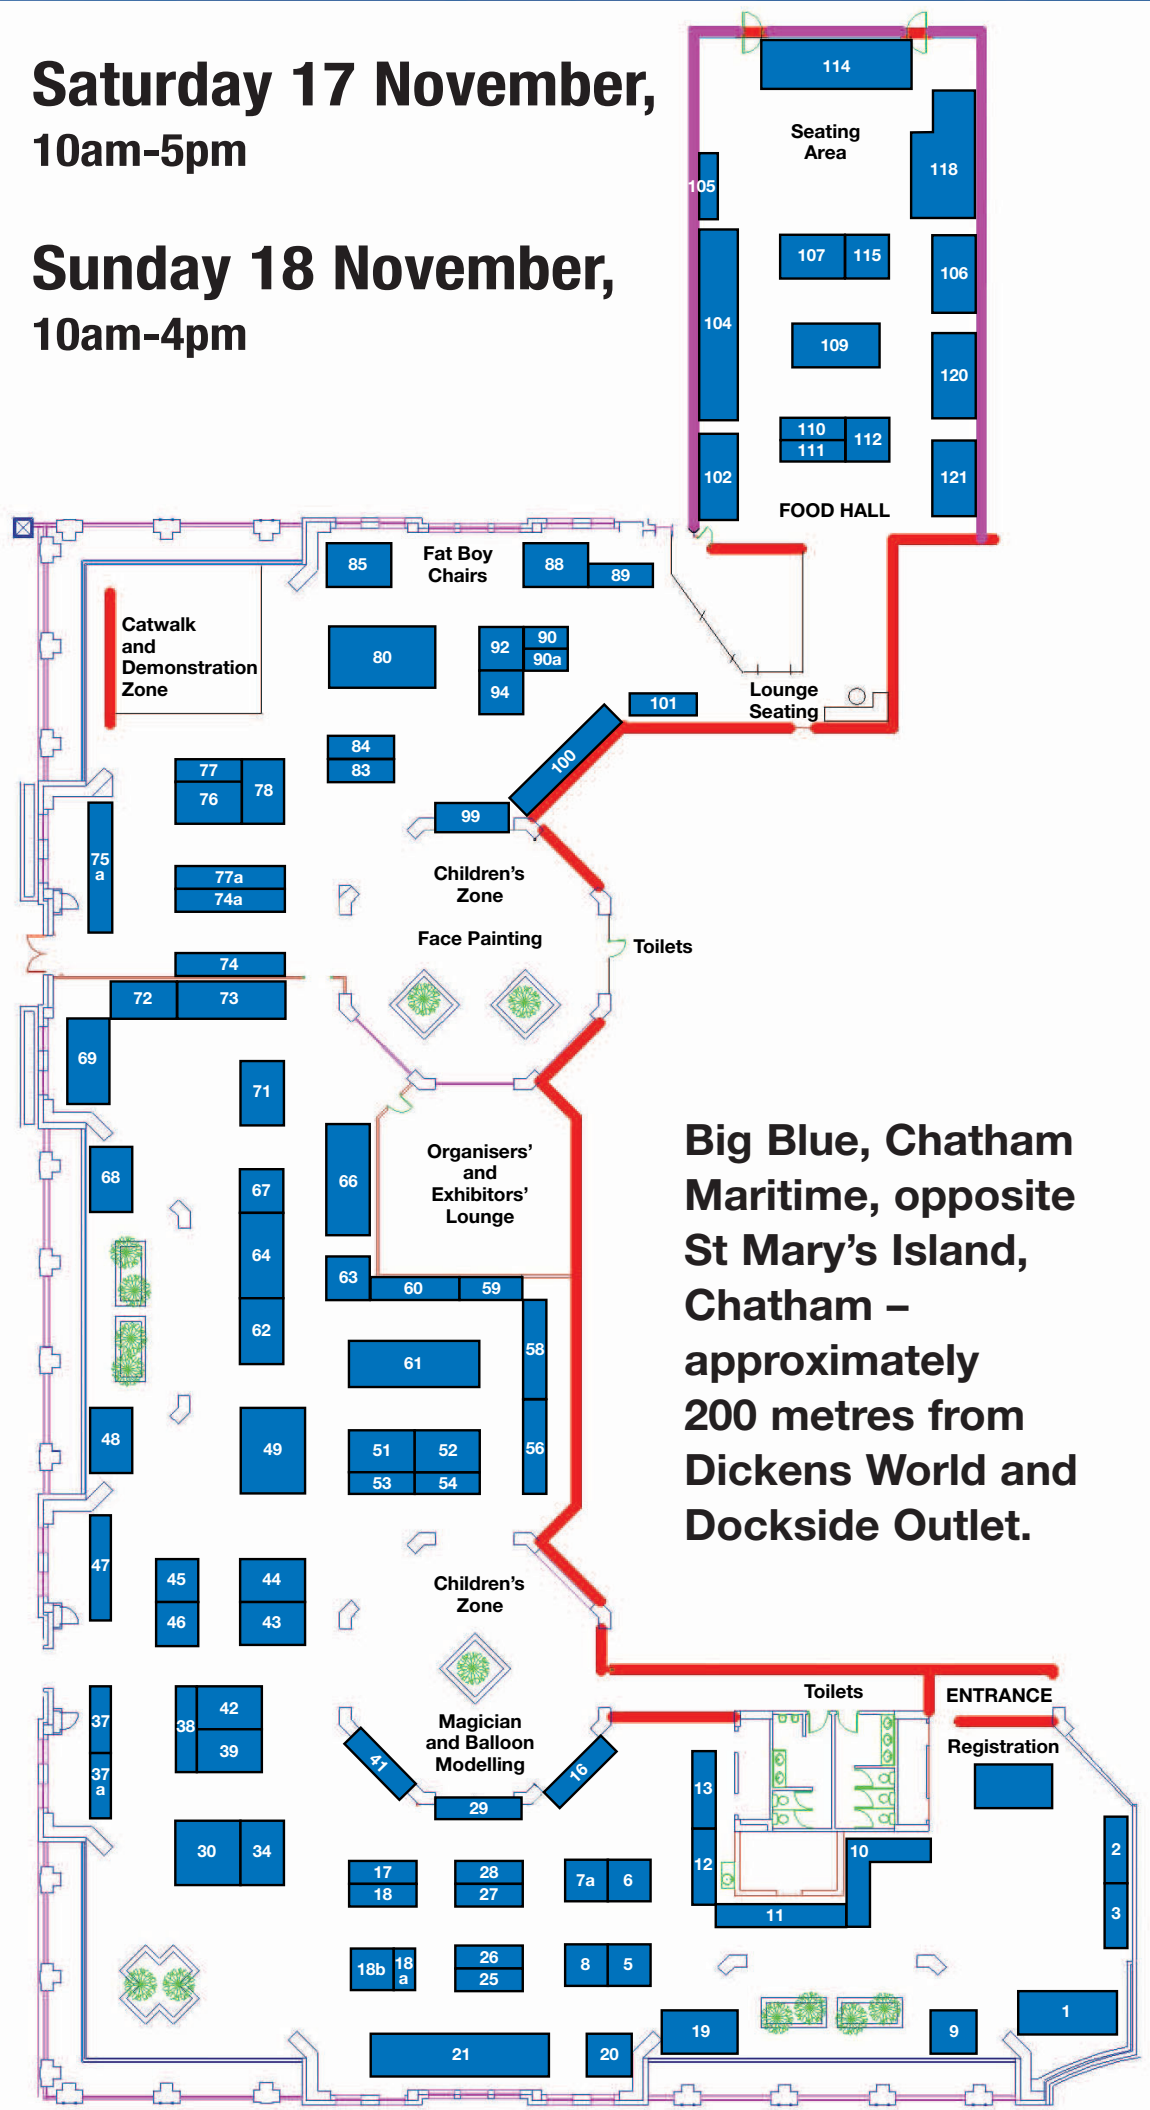 Saturday 17 November,
10am-5pm
Sunday 18 November,
10am-4pm
114
Seating
Area
118
105
107
115
106
104
109
120
110
111
112
102
121
FOOD HALL
85
Fat Boy
Chairs
88
89
Catwalk
and
Demonstration
Zone
80
92
90
90a
94
101
Lounge
Seating
100
84
83
77
76
78
99
75
a
77a
74a
Children's
Zone
Face Painting
Toilets
74
72
73
69
71
68
66
Organisers'
and
Exhibitors'
Lounge
67
64
62
63
60
59
58
61
56
48
49
51
52
53
54
Big Blue, Chatham
Maritime, opposite
St Mary's Island,
Chatham –
approximately
200 metres from
Dickens World and
Dockside Outlet.
47
45
46
44
43
Children's
Zone
37
37
a
38
42
39
41
Magician
and Balloon
Modelling
16
29
Toilets
ENTRANCE
Registration
13
12
10
11
2
3
30
34
17
18
28
27
7a
6
18b
18
a
26
25
8
5
21
20
19
9
1